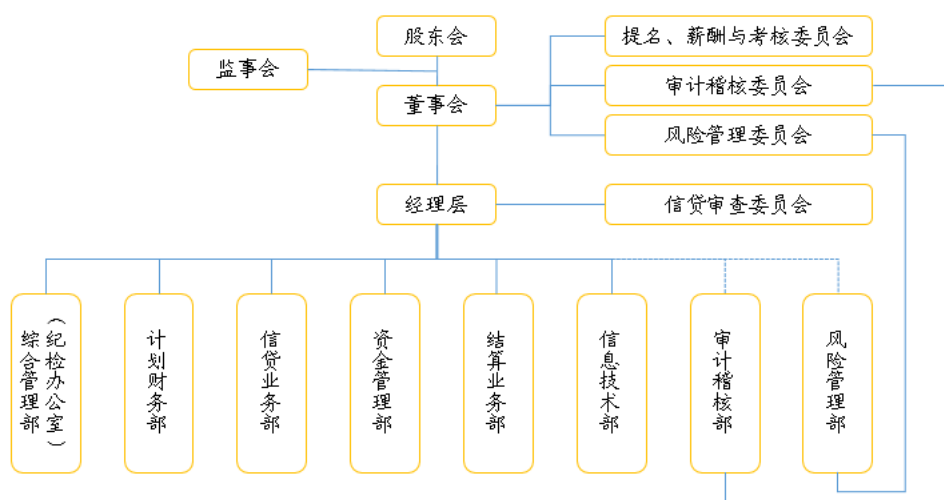 股东会
提名、薪酬与考核委员会
监事会
审计稽核委员会
董事会
风险管理委员会
经理层
信贷审查委员会
综合管理部
（纪检办公室）
计划财务部
信贷业务部
资金管理部
结算业务部
信息技术部
审计稽核部
风险管理部